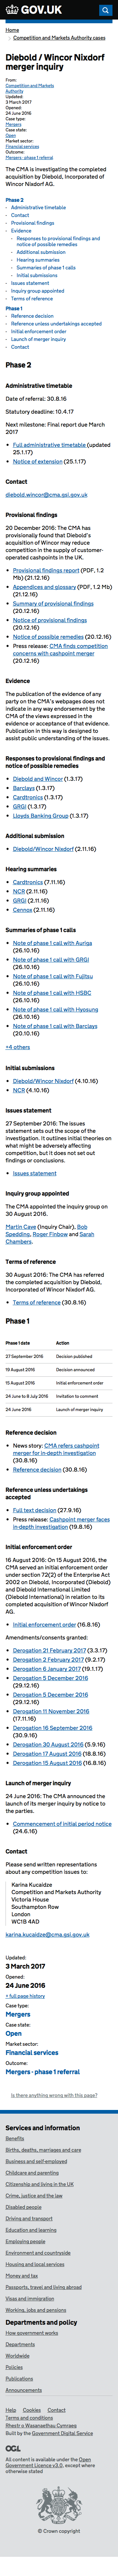 GOV.UK
Home
Competition and Markets Authority cases
Diebold / Wincor Nixdorf
merger inquiry
From:
Competition and Markets
Authority
Updated:
3 March 2017
Opened:
24 June 2016
Case type:
Mergers
Case state:
Open
Market sector:
Financial services
Outcome:
Mergers - phase 1 referral
The CMA is investigating the completed
acquisition by Diebold, Incorporated of
Wincor Nixdorf AG.
Phase 2
Administrative timetable
Contact
Provisional findings
Evidence
Responses to provisional findings and
notice of possible remedies
Additional submission
Hearing summaries
Summaries of phase 1 calls
Initial submissions
Issues statement
Inquiry group appointed
Terms of reference
Phase 1
Reference decision
Reference unless undertakings accepted
Initial enforcement order
Launch of merger inquiry
Contact
Phase 2
Administrative timetable
Date of referral: 30.8.16
Statutory deadline: 10.4.17
Next milestone: Final report due March
2017
Full administrative timetable (updated
25.1.17)
Notice of extension (25.1.17)
Contact
diebold.wincor@cma.gsi.gov.uk
Provisional findings
20 December 2016: The CMA has
provisionally found that Diebold's
acquisition of Wincor may reduce
competition in the supply of
customer-operated cash
machines in the UK.
Provisional findings report (PDF, 1.2
Mb) (21.12.16)
Appendices and glossary (PDF, 1.2 Mb)
(21.12.16)
Summary of provisional findings
(20.12.16)
Notice of provisional findings
(20.12.16)
Notice of possible remedies (20.12.16)
Press release: CMA finds competition
concerns with cashpoint merger
(20.12.16)
Evidence
The publication of the evidence of a
party on the CMA's webpages does not
imply endorsement by the CMA of the
views expressed in the evidence. The
CMA is committed to maximising
openness in its procedures. This page is
the means by which it is doing so in
relation to evidence submitted and
should not be used for wider public
debate on the merits of those views.
Responses to provisional findings and
notice of possible remedies
Diebold and Wincor (1.3.17)
Barclays (1.3.17)
Cardtronics (1.3.17)
GRGI (1.3.17)
Lloyds Banking Group (1.3.17)
Additional submission
Diebold/Wincor Nixdorf (2.11.16)
Hearing summaries
Cardtronics (7.11.16)
NCR (2.11.16)
GRGI (2.11.16)
Cennox (2.11.16)
Summaries of phase 1 calls
Note of phase 1 call with Auriga
(26.10.16)
Note of phase 1 call with GRGI
(26.10.16)
Note of phase 1 call with Fujitsu
(26.10.16)
Note of phase 1 call with HSBC
(26.10.16)
Note of phase 1 call with Hyosung
(26.10.16)
Note of phase 1 call with Barclays
(26.10.16)
+4 others
Initial submissions
Diebold/Wincor Nixdorf (4.10.16)
NCR (4.10.16)
Issues statement
27 September 2016: The issues
statement sets out the scope of the
investigation. It outlines the initial
theories on what might be adversely
affecting competition, but it does not
set out findings or conclusions.
Issues statement
Inquiry group appointed
The CMA appointed the inquiry group on
30 August 2016.
Martin Cave (Inquiry Chair), Bob
Spedding, Roger Finbow and Sarah
Chambers.
Terms of reference
30 August 2016: The CMA has referred
the completed acquisition by Diebold,
Incorporated of Wincor Nixdorf AG
Terms of reference (30.8.16)
Phase 1
Phase 1 date Action
27 September 2016 Decision published
19 August 2016 Decision announced
15 August 2016 Initial enforcement order
24 June to 8 July 2016 Invitation to comment
24 June 2016 Launch of merger inquiry
Reference decision
News story: CMA refers cashpoint
merger for in-depth investigation
(30.8.16)
Reference decision (30.8.16)
Reference unless undertakings
accepted
Full text decision (27.9.16)
Press release: Cashpoint merger faces
in-depth investigation (19.8.16)
Initial enforcement order
16 August 2016: On 15 August 2016, the
CMA served an initial enforcement
order under section 72(2) of the
Enterprise Act 2002 on Diebold,
Incorporated (Diebold) and Diebold Self-Service Limited
Initial enforcement order (16.8.16)
Amendments/consents granted:
Derogation 21 February 2017 (3.3.17)
Derogation 2 February 2017 (9.2.17)
Derogation 6 January 2017 (19.1.17)
Derogation 5 December 2016
(29.12.16)
Derogation 5 December 2016
(29.12.16)
Derogation 11 November 2016
(17.11.16)
Derogation 16 September 2016
(30.9.16)
Derogation 30 August 2016 (5.9.16)
Derogation 17 August 2016 (18.8.16)
Derogation 15 August 2016 (16.8.16)
Launch of merger inquiry
24 June 2016: The CMA announced the
launch of its merger inquiry by notice to
the parties.
Commencement of initial period notice
(24.6.16)
Contact
Please send written representations
about any competition issues to:
Karina Kucaidze
Competition and Markets Authority
Victoria House
Southampton Row
London
WC1B 4AD
karina.kucaidze@cma.gsi.gov.uk
Updated:
3 March 2017
Opened:
24 June 2016
+ full page history
Case type:
Mergers
Case state:
Open
Market sector:
Financial services
Outcome:
Mergers - phase 1 referral
Is there anything wrong with this page?
Services and information
Benefits
Births, deaths, marriages and care
Business and self-employed
Childcare and parenting
Citizenship and living in the UK
Crime, justice and the law
Disabled people
Driving and transport
Education and learning
Employing people
Environment and countryside
Housing and local services
Money and tax
Passports, travel and living abroad
Visas and immigration
Working, jobs and pensions
Departments and policy
How government works
Departments
Worldwide
Policies
Publications
Announcements
Help Cookies Contact
Terms and conditions
Rhestr o Wasanaethau Cymraeg
Built by the Government Digital Service
OGL
All content is available under the Open
Government Licence v3.0, except where
otherwise stated
© Crown copyright